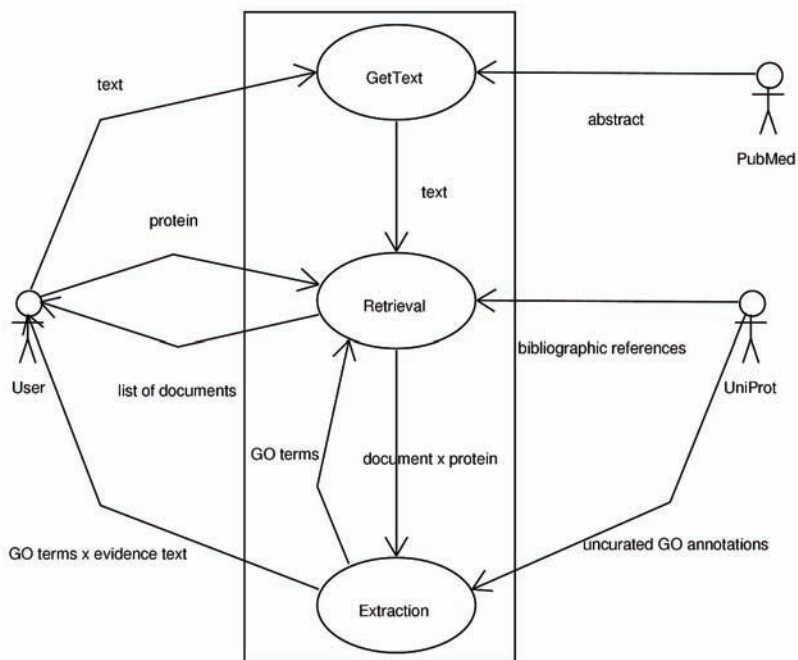 text
GetText
abstract
PubMed
text
protein
Retrieval
bibliographic references
User
UniProt
list of documents
GO terms
document x protein
GO terms x evidence text
uncurated GO annotations
Extraction